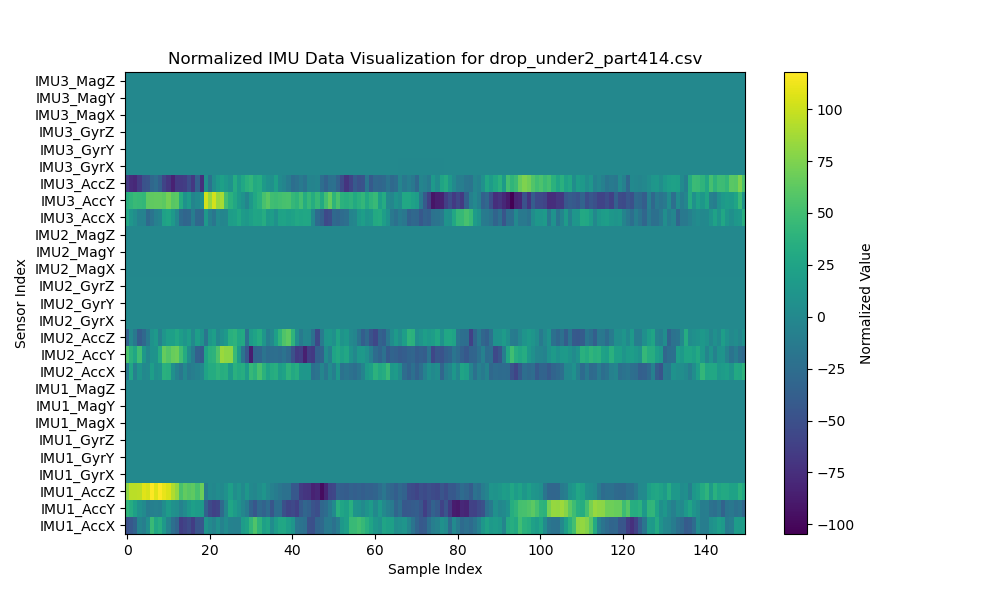 Normalized IMU Data Visualization for drop_under2_part414.csv
IMU3_MagZ
IMU3_MagY
IMU3_MagX
IMU3_GyrZ
IMU3_GyrY
IMU3_GyrX
IMU3_AccZ
IMU3_AccY
IMU3_AccX
IMU2_MagZ
IMU2_MagY
IMU2_MagX
IMU2_GyrZ
IMU2_GyrY
IMU2_GyrX
IMU2_AccZ
IMU2_AccY
IMU2_AccX
IMU1_MagZ
IMU1_MagY
IMU1_MagX
IMU1_GyrZ
IMU1_GyrY
IMU1_GyrX
IMU1_AccZ
IMU1_AccY
IMU1_AccX
Sensor Index
0 20 40 60 80 100 120 140
Sample Index
100
75
50
25
0
−25
−50
−75
−100
Normalized Value